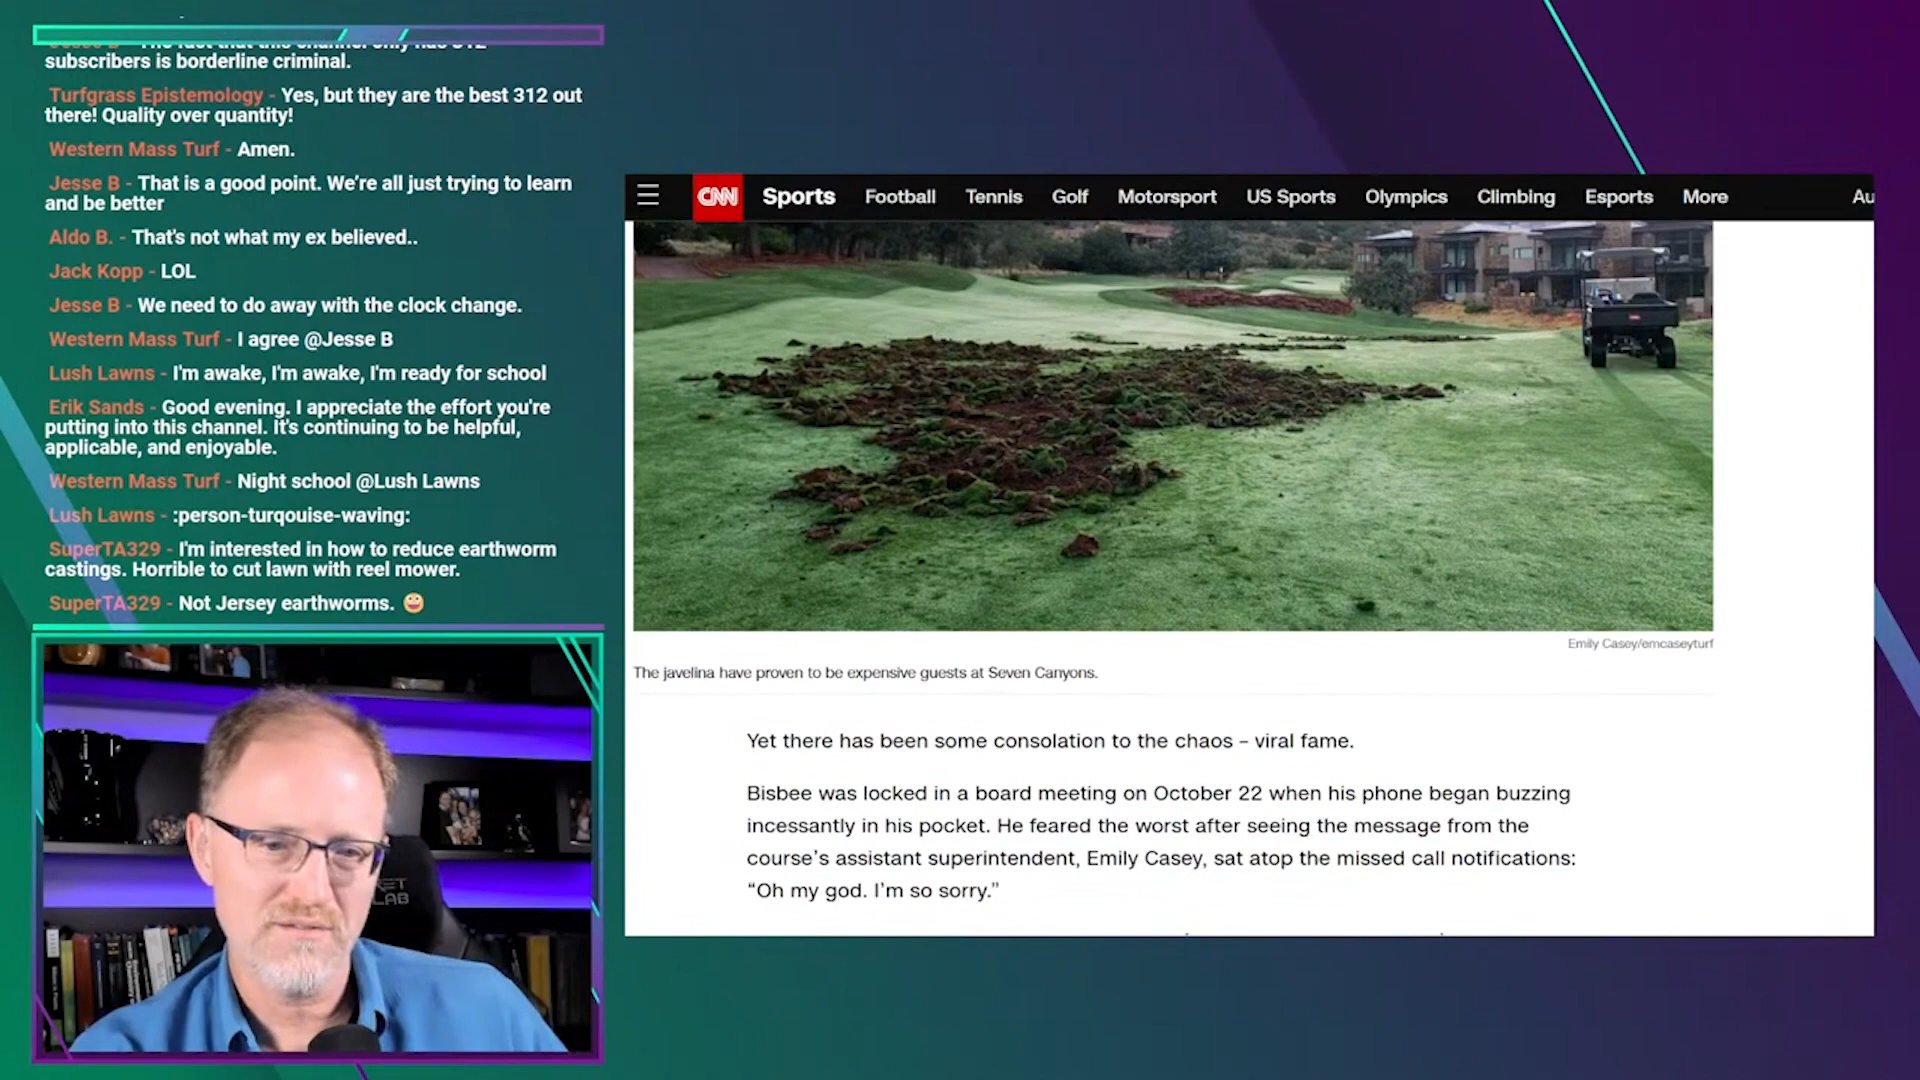 subscribers is borderline criminal.
Turfgrass Epistemology - Yes, but they are the best 312 out
there! Quality over quantity!
Western Mass Turf - Amen.
Jesse B - That is a good point. We’re all just trying to learn
and be better
Aldo B. - That's not what my ex believed..
Jack Kopp - LOL
Jesse B - We need to do away with the clock change.
Western Mass Turf - I agree @Jesse B
Lush Lawns - I'm awake, I'm awake, I'm ready for school
Erik Sands - Good evening. I appreciate the effort you're
putting into this channel. It's continuing to be helpful,
applicable, and enjoyable.
Western Mass Turf - Night school @Lush Lawns
Lush Lawns - :person-turqouise-waving:
SuperTA329 - I'm interested in how to reduce earthworm
castings. Horrible to cut lawn with reel mower.
SuperTA329 - Not Jersey earthworms. 😀
CNN Sports Football Tennis Golf Motorsport US Sports Olympics Climbing Esports More Au
Emily Casey/emcaseyturf
The javelina have proven to be expensive guests at Seven Canyons.
Yet there has been some consolation to the chaos – viral fame.
Bisbee was locked in a board meeting on October 22 when his phone began buzzing
incessantly in his pocket. He feared the worst after seeing the message from the
course’s assistant superintendent, Emily Casey, sat atop the missed call notifications:
“Oh my god. I’m so sorry.”
LAB